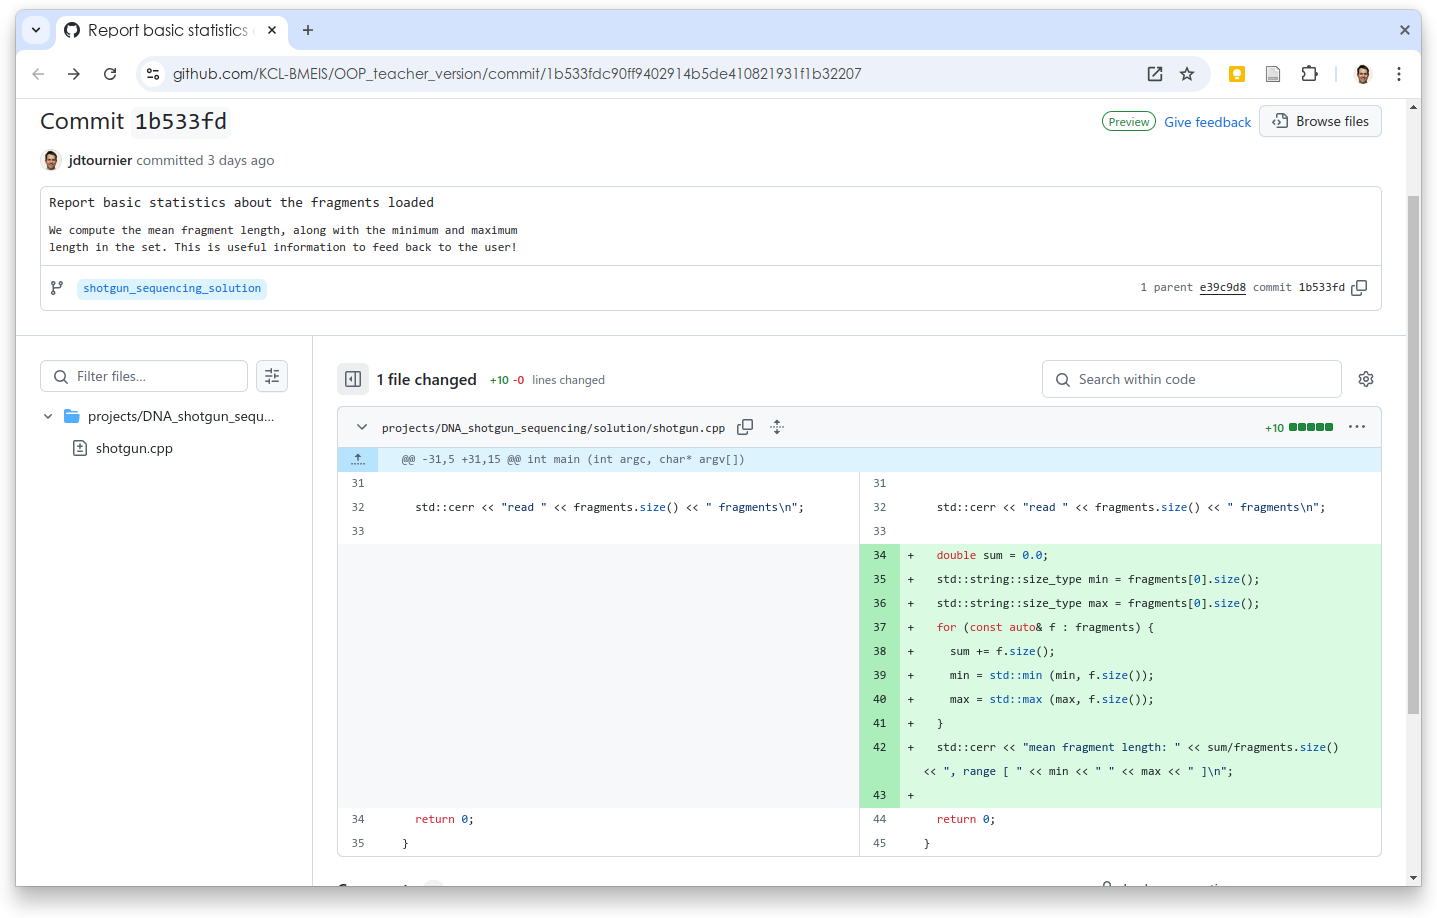 Report basic statistics
github.com/KCL-BMEIS/OOP_teacher_version/commit/1b533fdc90ff9402914b5de410821931f1b32207
Commit 1b533fd
Preview Give feedback Browse files
jdtournier committed 3 days ago
Report basic statistics about the fragments loaded
We compute the mean fragment length, along with the minimum and maximum
length in the set. This is useful information to feed back to the user!
shotgun_sequencing_solution
1 parent e39c9d8 commit 1b533fd
Filter files...
projects/DNA_shotgun_sequ...
shotgun.cpp
1 file changed +10 -0 lines changed
Search within code
projects/DNA_shotgun_sequencing/solution/shotgun.cpp
+10
@@ -31,5 +31,15 @@ int main (int argc, char* argv[])
31 31
32 std::cerr << "read " << fragments.size() << " fragments\n"; 32 std::cerr << "read " << fragments.size() << " fragments\n";
33 33
34 + double sum = 0.0;
35 + std::string::size_type min = fragments[0].size();
36 + std::string::size_type max = fragments[0].size();
37 + for (const auto& f : fragments) {
38 + sum += f.size();
39 + min = std::min (min, f.size());
40 + max = std::max (max, f.size());
41 + }
42 + std::cerr << "mean fragment length: " << sum/fragments.size()
<< ", range [ " << min << " " << max << " ]\n";
43 +
34 return 0; 44 return 0;
35 } 45 }